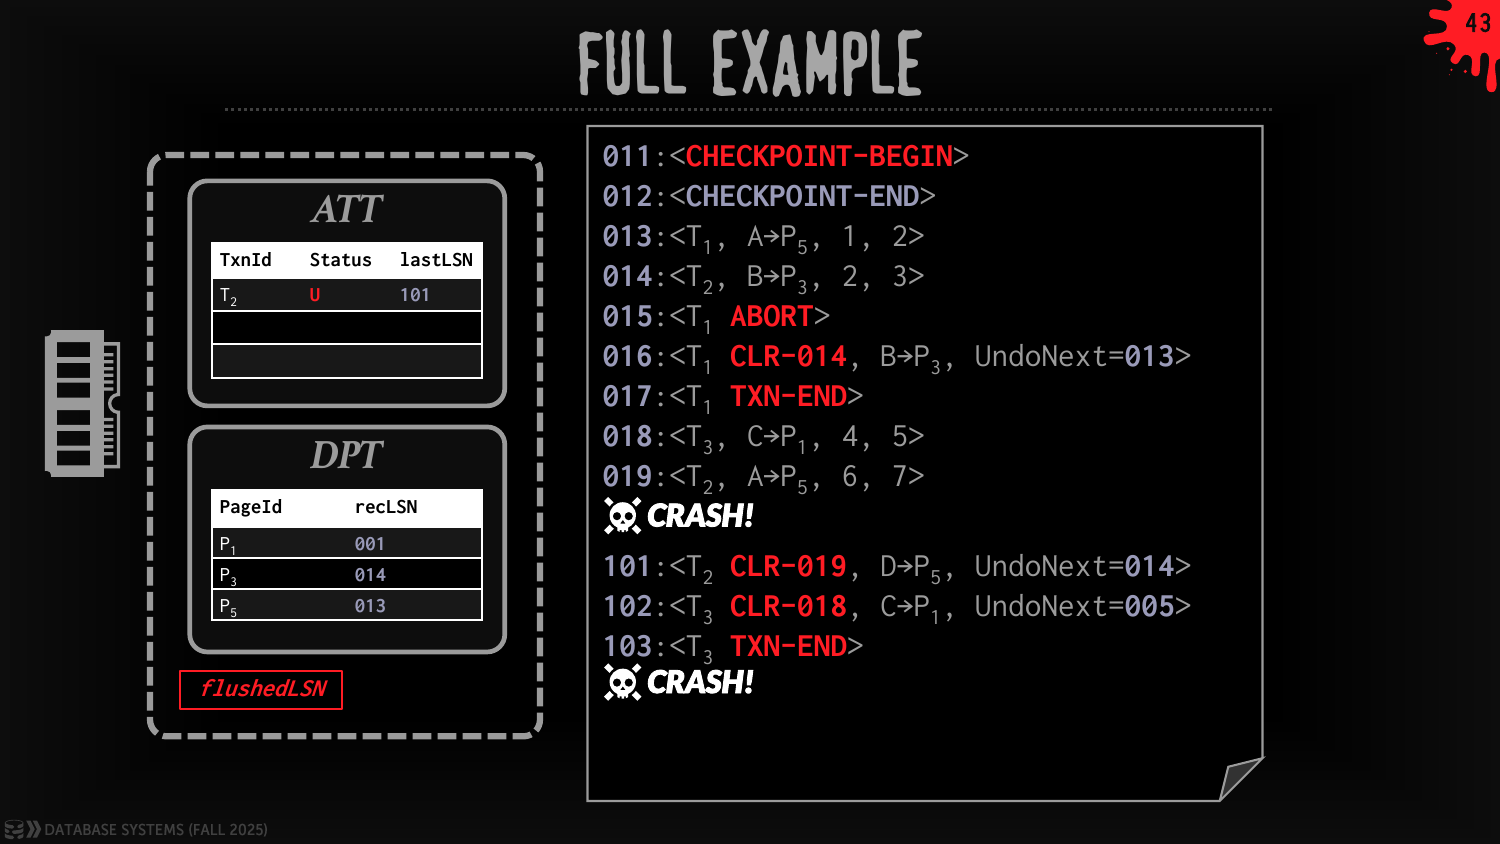 43
FULL EXAMPLE
ATT
TxnId Status lastLSN
T2 U 101
DPT
PageId recLSN
P1 001
P3 014
P5 013
flushedLSN
011:<CHECKPOINT-BEGIN>
012:<CHECKPOINT-END>
013:<T1, A→P5, 1, 2>
014:<T2, B→P3, 2, 3>
015:<T1 ABORT>
016:<T1 CLR-014, B→P3, UndoNext=013>
017:<T1 TXN-END>
018:<T3, C→P1, 4, 5>
019:<T2, A→P5, 6, 7>
CRASH!
101:<T2 CLR-019, D→P5, UndoNext=014>
102:<T3 CLR-018, C→P1, UndoNext=005>
103:<T3 TXN-END>
CRASH!
DATABASE SYSTEMS (FALL 2025)